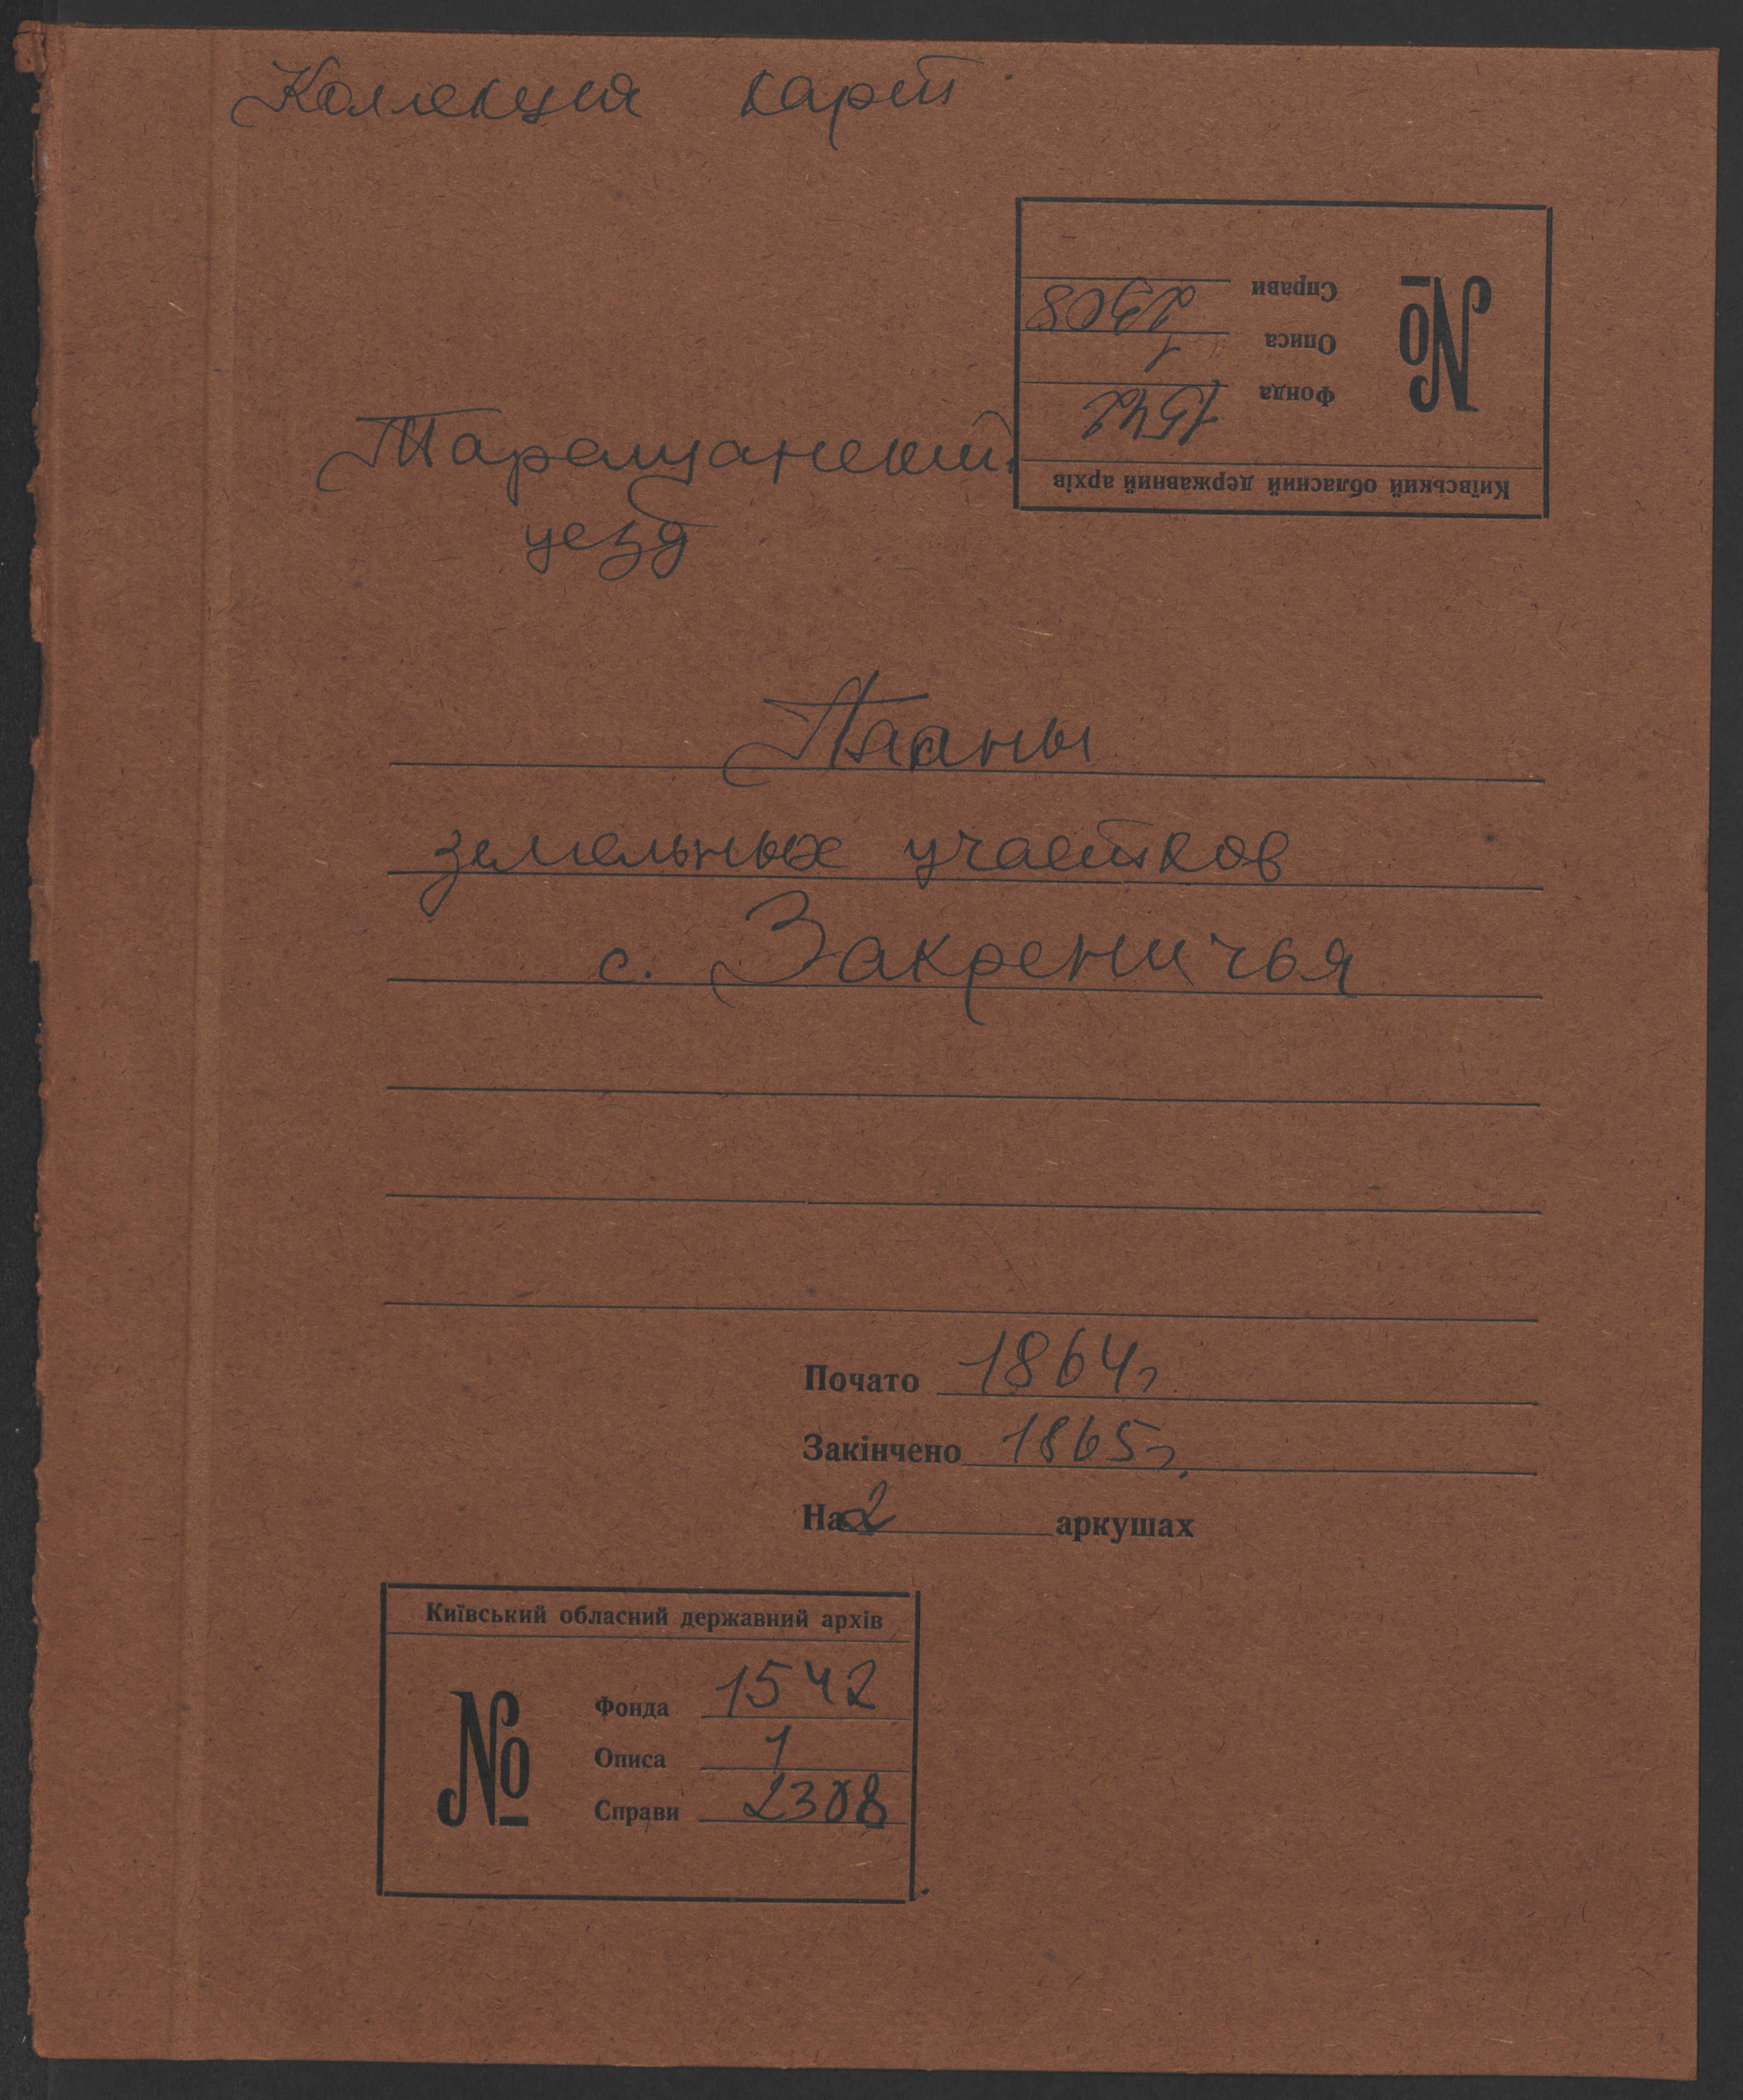 Коллекция карт
Справи 2308
Описа 1
Фонда 1542
№
Київський обласний державний архів
Таращанский
уезд
Планы
земельных участков
с. Закреничья
Почато 1864 г.
Закінчено 1865 г.
На 2 аркушах
Київський обласний державний архів
№
Фонда 1542
Описа 1
Справи 2308